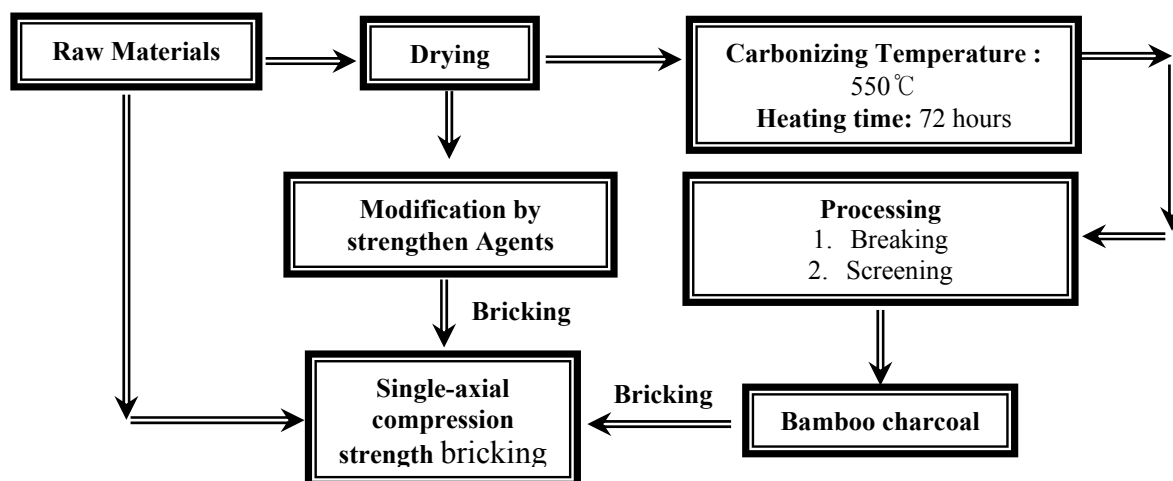 Raw Materials
Drying
Carbonizing Temperature :
550℃
Heating time: 72 hours
Modification by
strengthen Agents
Processing
1. Breaking
2. Screening
Bricking
Single-axial
compression
strength bricking
Bricking
Bamboo charcoal